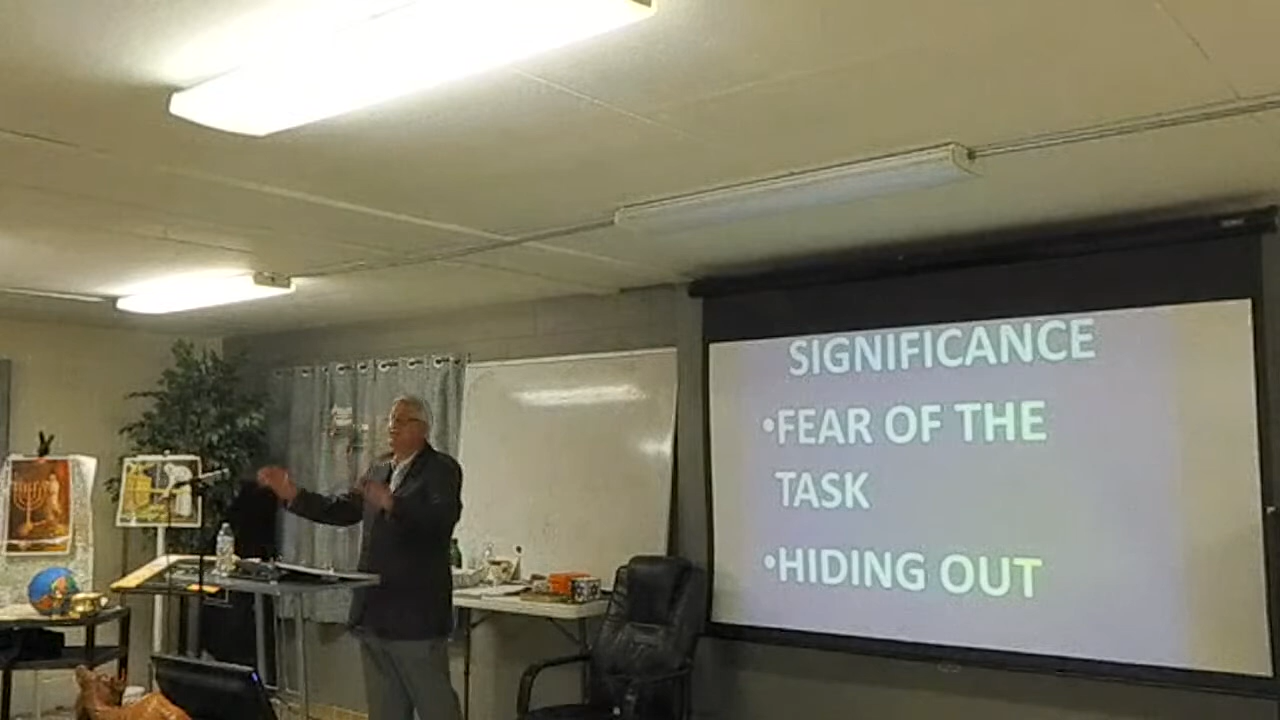 SIGNIFICANCE
•FEAR OF THE
TASK
•HIDING OUT